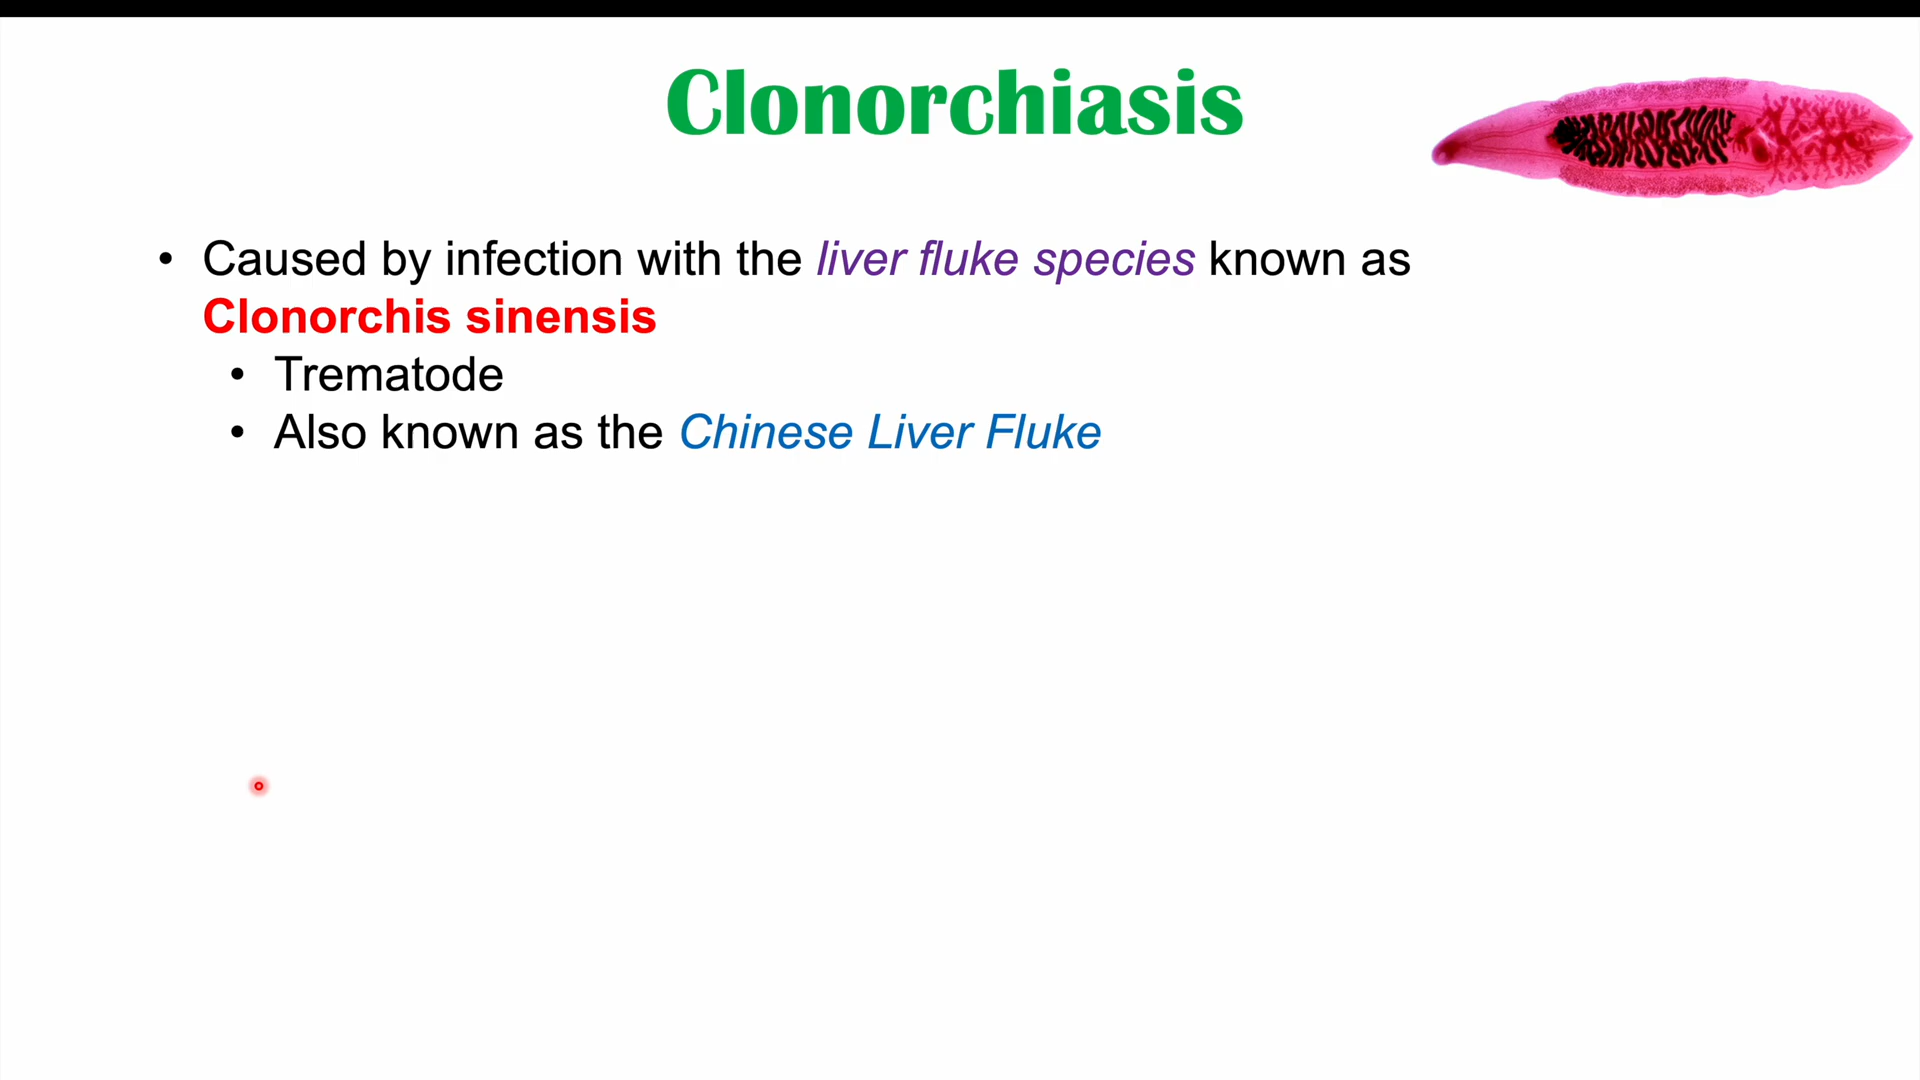 Clonorchiasis
• Caused by infection with the liver fluke species known as
Clonorchis sinensis
• Trematode
• Also known as the Chinese Liver Fluke